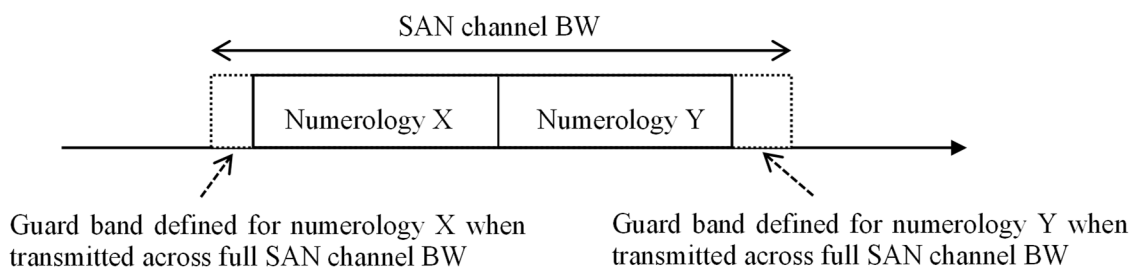 SAN channel BW
Numerology X
Numerology Y
Guard band defined for numerology X when
transmitted across full SAN channel BW
Guard band defined for numerology Y when
transmitted across full SAN channel BW